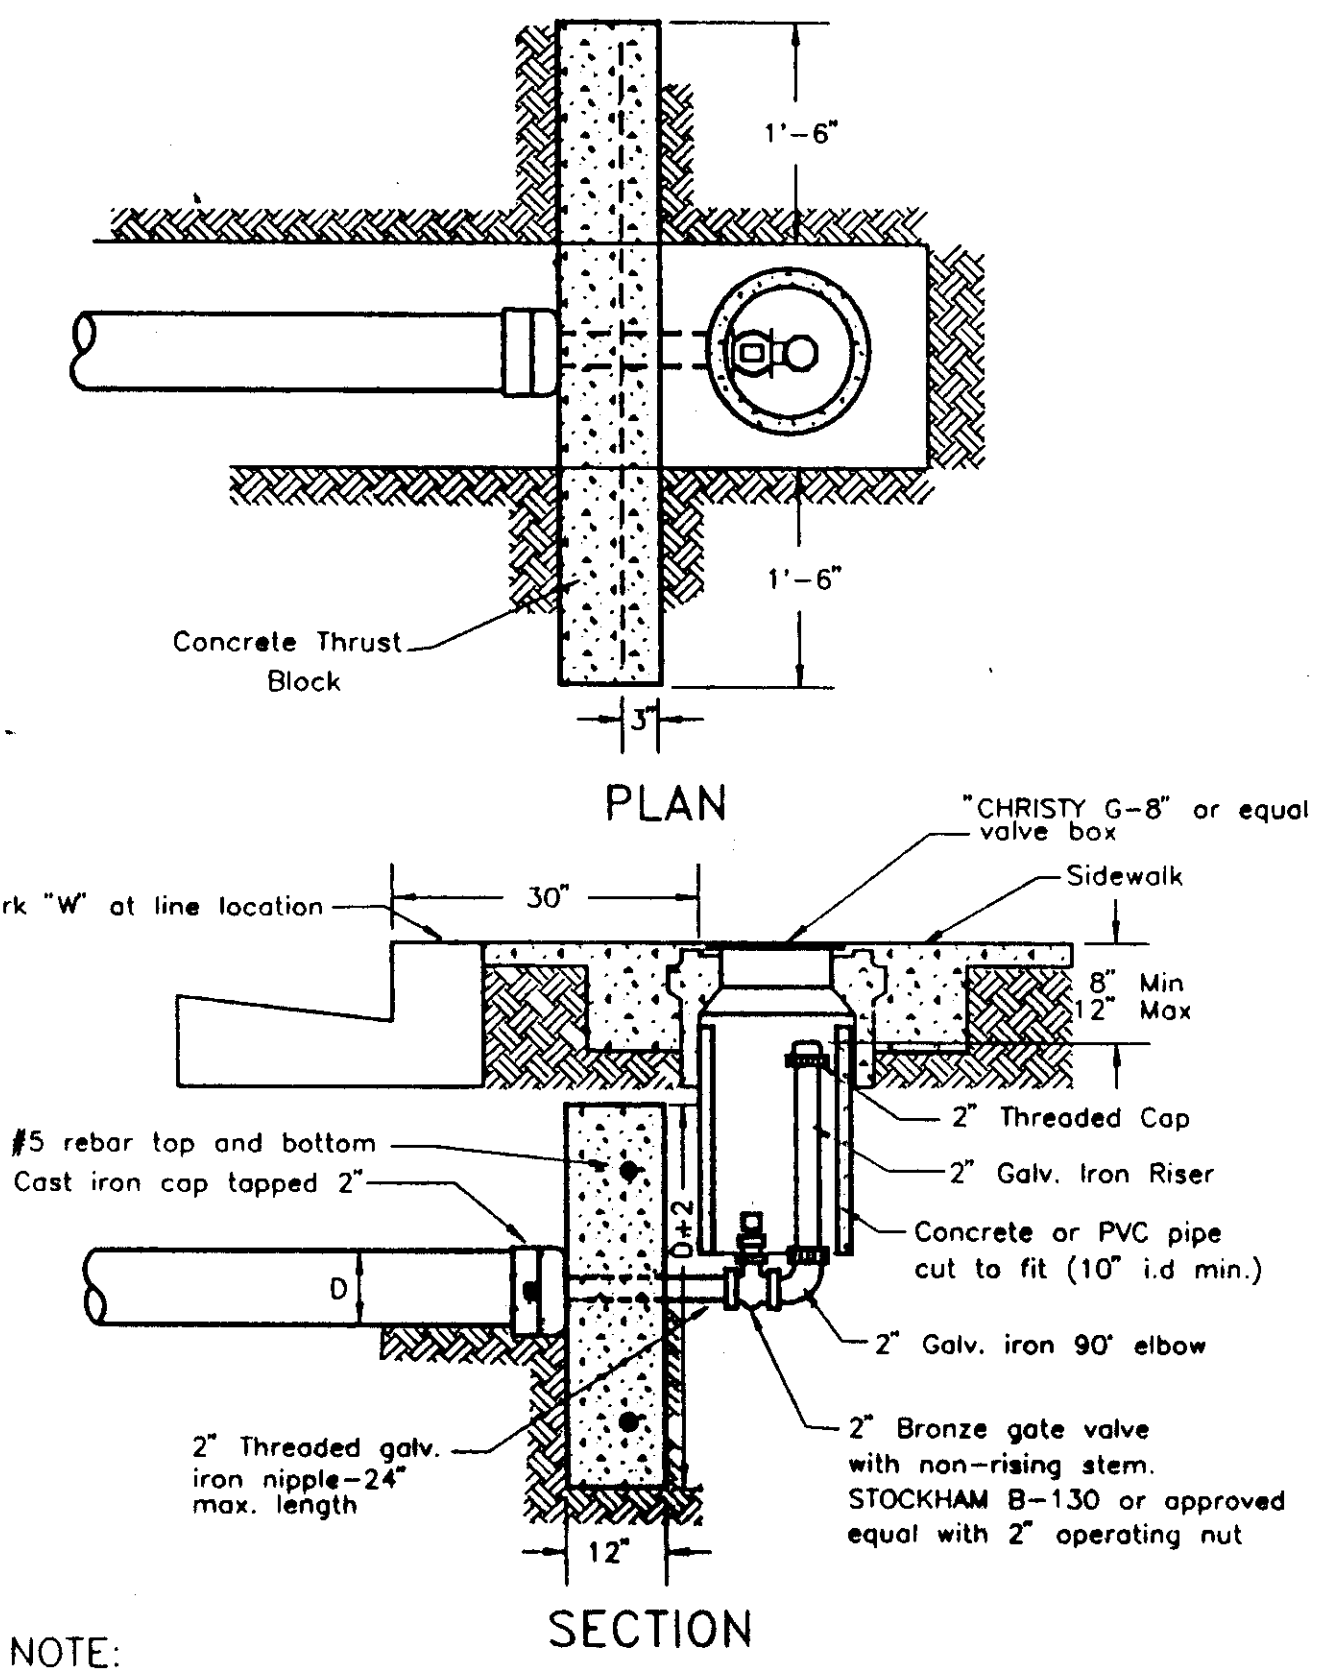 1'-6"
1'-6"
Concrete Thrust
Block
3"
PLAN
"CHRISTY G-8" or equal
valve box
Sidewalk
30"
rk "W" at line location
8" Min
12" Max
2" Threaded Cap
#5 rebar top and bottom
2" Galv. Iron Riser
Cast iron cap tapped 2"
D+2
Concrete or PVC pipe
cut to fit (10" i.d min.)
D
2" Galv. iron 90° elbow
2" Threaded galv.
iron nipple-24"
max. length
2" Bronze gate valve
with non-rising stem.
STOCKHAM B-130 or approved
equal with 2" operating nut
12"
SECTION
NOTE: